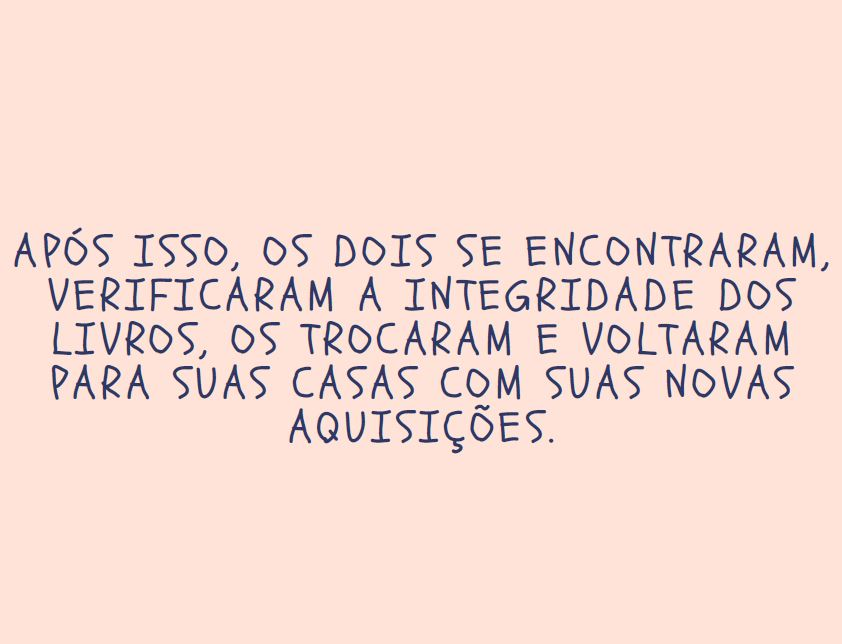 APÓS ISSO, OS DOIS SE ENCONTRARAM,
VERIFICARAM A INTEGRIDADE DOS
LIVROS, OS TROCARAM E VOLTARAM
PARA SUAS CASAS COM SUAS NOVAS
AQUISIÇÕES.